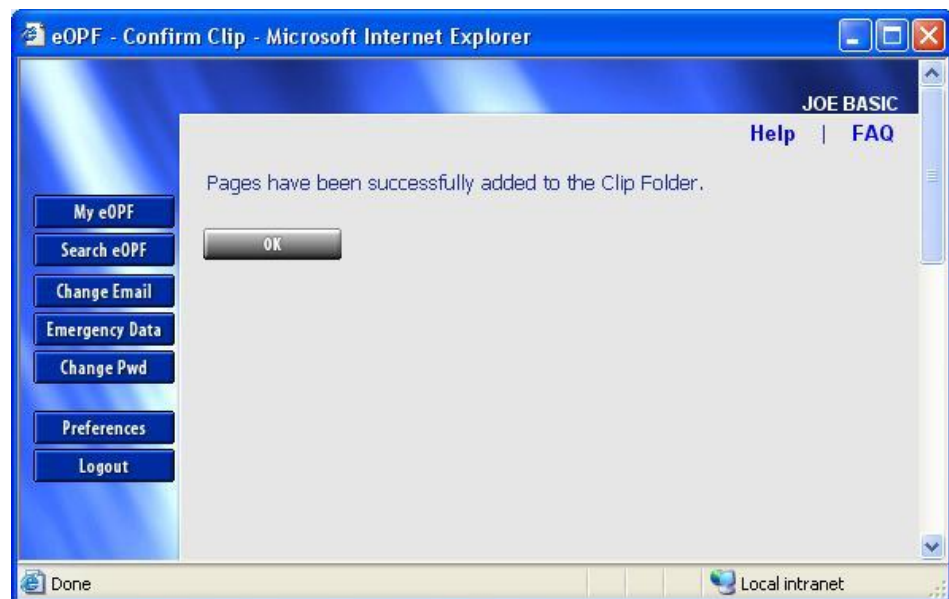 eOPF - Confirm Clip - Microsoft Internet Explorer
JOE BASIC
Help | FAQ
Pages have been successfully added to the Clip Folder.
OK
My eOPF
Search eOPF
Change Email
Emergency Data
Change Pwd
Preferences
Logout
Done
Local intranet